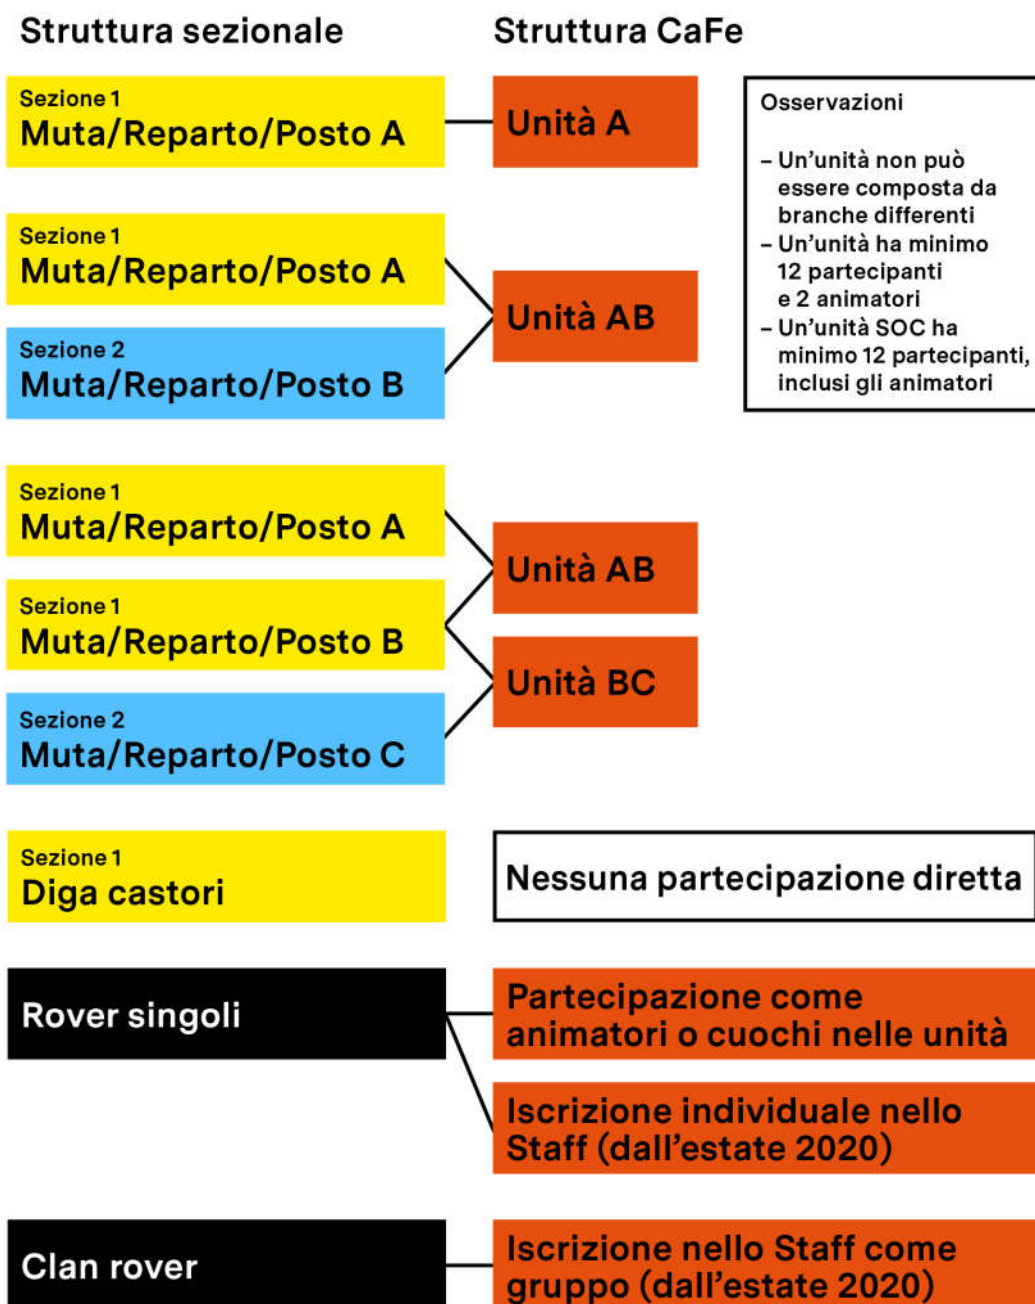 Struttura sezionale
Struttura CaFe
Sezione 1
Muta/Reparto/Posto A
Unità A
Osservazioni
– Un’unità non può
essere composta da
branche differenti
– Un’unità ha minimo
12 partecipanti
e 2 animatori
– Un’unità SOC ha
minimo 12 partecipanti,
inclusi gli animatori
Sezione 1
Muta/Reparto/Posto A
Sezione 2
Muta/Reparto/Posto B
Unità AB
Sezione 1
Muta/Reparto/Posto A
Sezione 1
Muta/Reparto/Posto B
Sezione 2
Muta/Reparto/Posto C
Unità AB
Unità BC
Sezione 1
Diga castori
Nessuna partecipazione diretta
Rover singoli
Partecipazione come
animatori o cuochi nelle unità
Iscrizione individuale nello
Staff (dall’estate 2020)
Clan rover
Iscrizione nello Staff come
gruppo (dall’estate 2020)